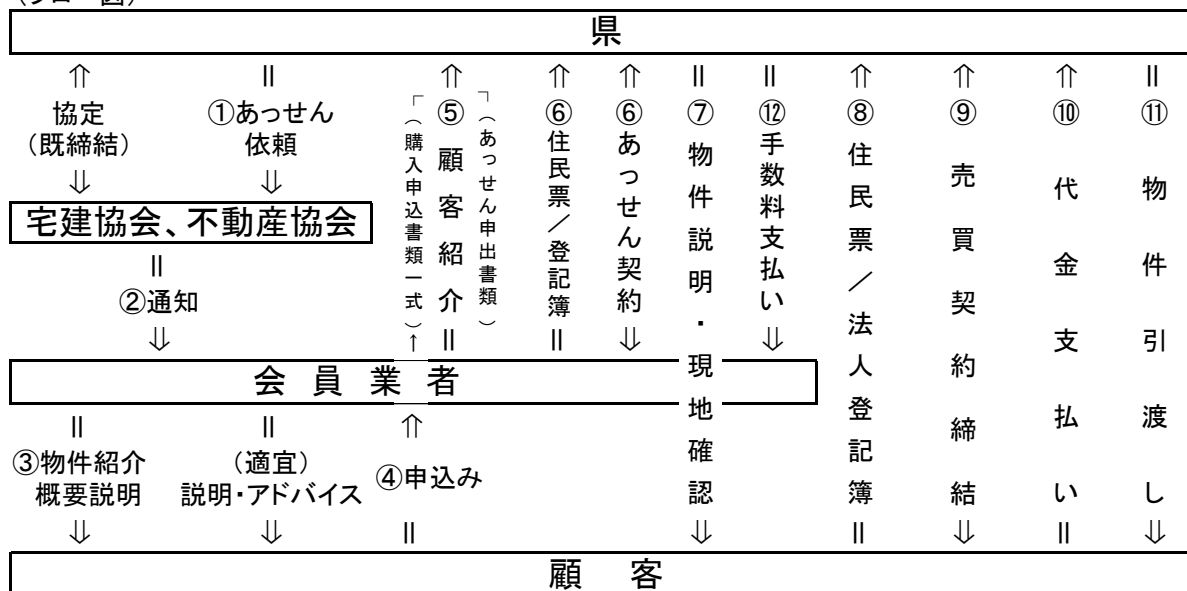 (フロー図)
県
⇑ || ⇑ ⇑ ⇑ || || ⇑ ⇑ ⇑ ||
協定
(既締結)
⇓
①あっせん
依頼
⇓
宅建協会、不動産協会
||
②通知
⇓
「(購入申込書類一式)↑
⑤顧客紹介||
┐(あっせん申出書類)
⑥住民票/登記簿||
⑥あっせん契約⇓
⑦物件説明・現地確認⇓
⑫手数料支払い⇓
⑧住民票/法人登記簿||
⑨売買契約締結⇓
⑩代金支払い||
⑪物件引渡し⇓
会員業者
|| || ⇑
③物件紹介
概要説明
⇓
(適宜)
説明・アドバイス
⇓
④申込み
||
顧客